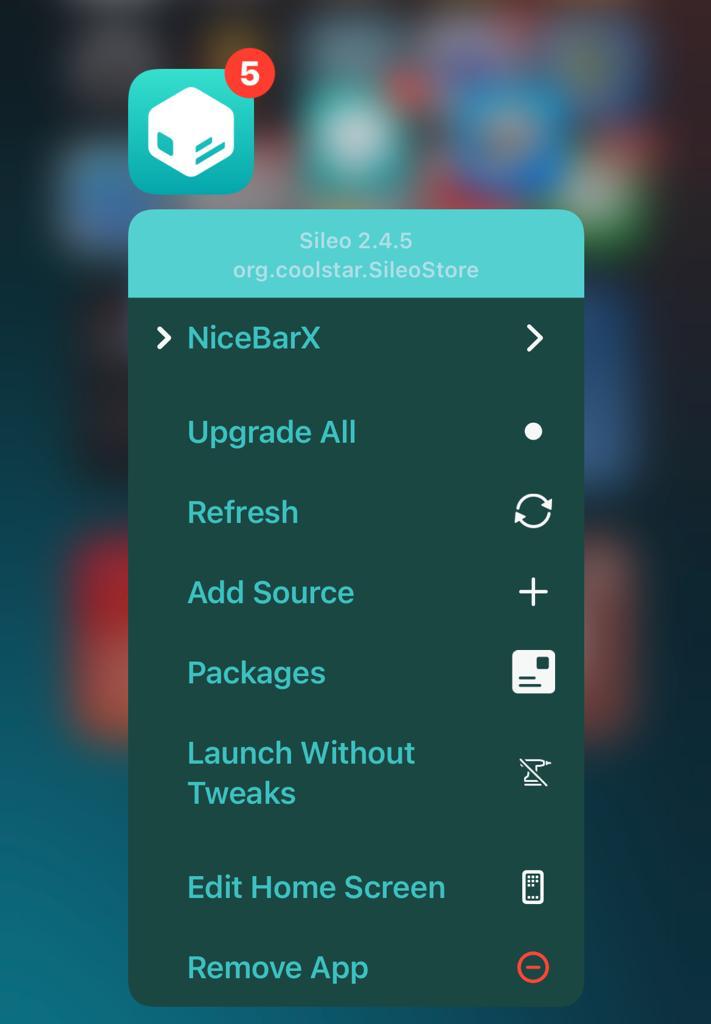 5
Sileo 2.4.5
org.coolstar.SileoStore
NiceBarX
Upgrade All
Refresh
Add Source
Packages
Launch Without
Tweaks
Edit Home Screen
Remove App